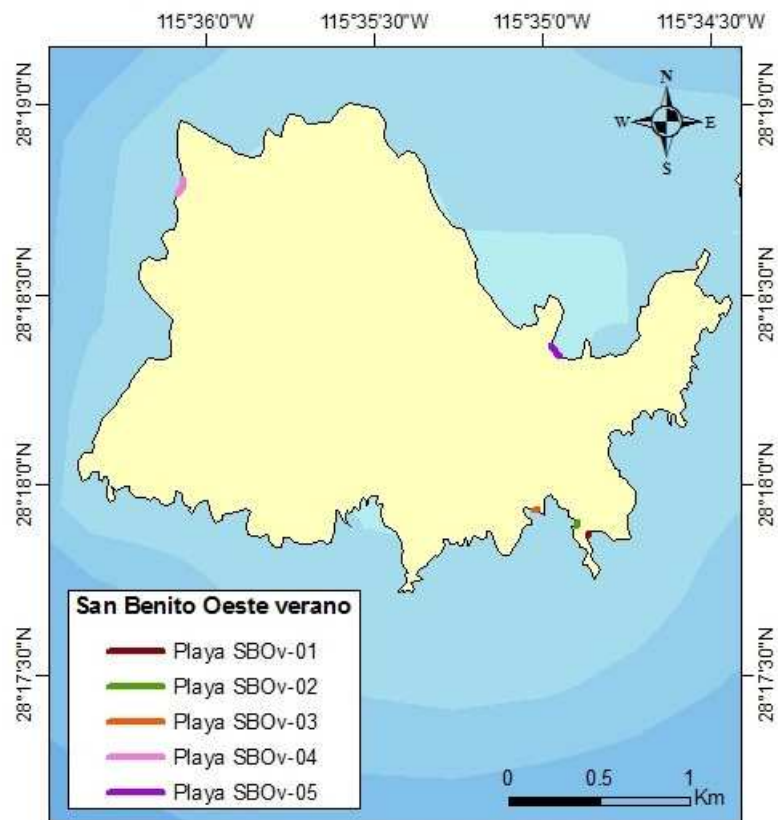 115°36'0"W 115°35'30"W 115°35'0"W 115°34'30"W
28°19'0"N
28°18'30"N
28°18'0"N
28°17'30"N
N
W E
S
28°19'0"N
28°18'30"N
28°18'0"N
28°17'30"N
San Benito Oeste verano
Playa SBOv-01
Playa SBOv-02
Playa SBOv-03
Playa SBOv-04
Playa SBOv-05
0 0.5 1
Km